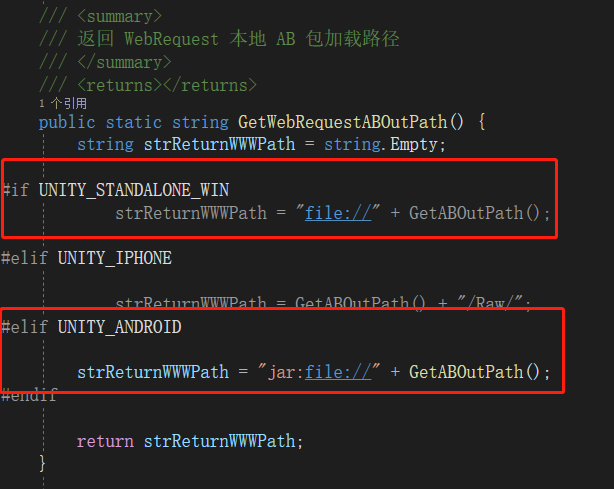 /// <summary>
/// 返回 WebRequest 本地 AB 包加载路径
/// </summary>
/// <returns></returns>
1 个引用
public static string GetWebRequestABOutPath() {
string strReturnWWWPath = string.Empty;
#if UNITY_STANDALONE_WIN
strReturnWWWPath = "file://" + GetABOutPath();
#elif UNITY_IPHONE
strReturnWWWPath = GetABOutPath() + "/Raw/";
#elif UNITY_ANDROID
strReturnWWWPath = "jar:file://" + GetABOutPath();
#endif
return strReturnWWWPath;
}